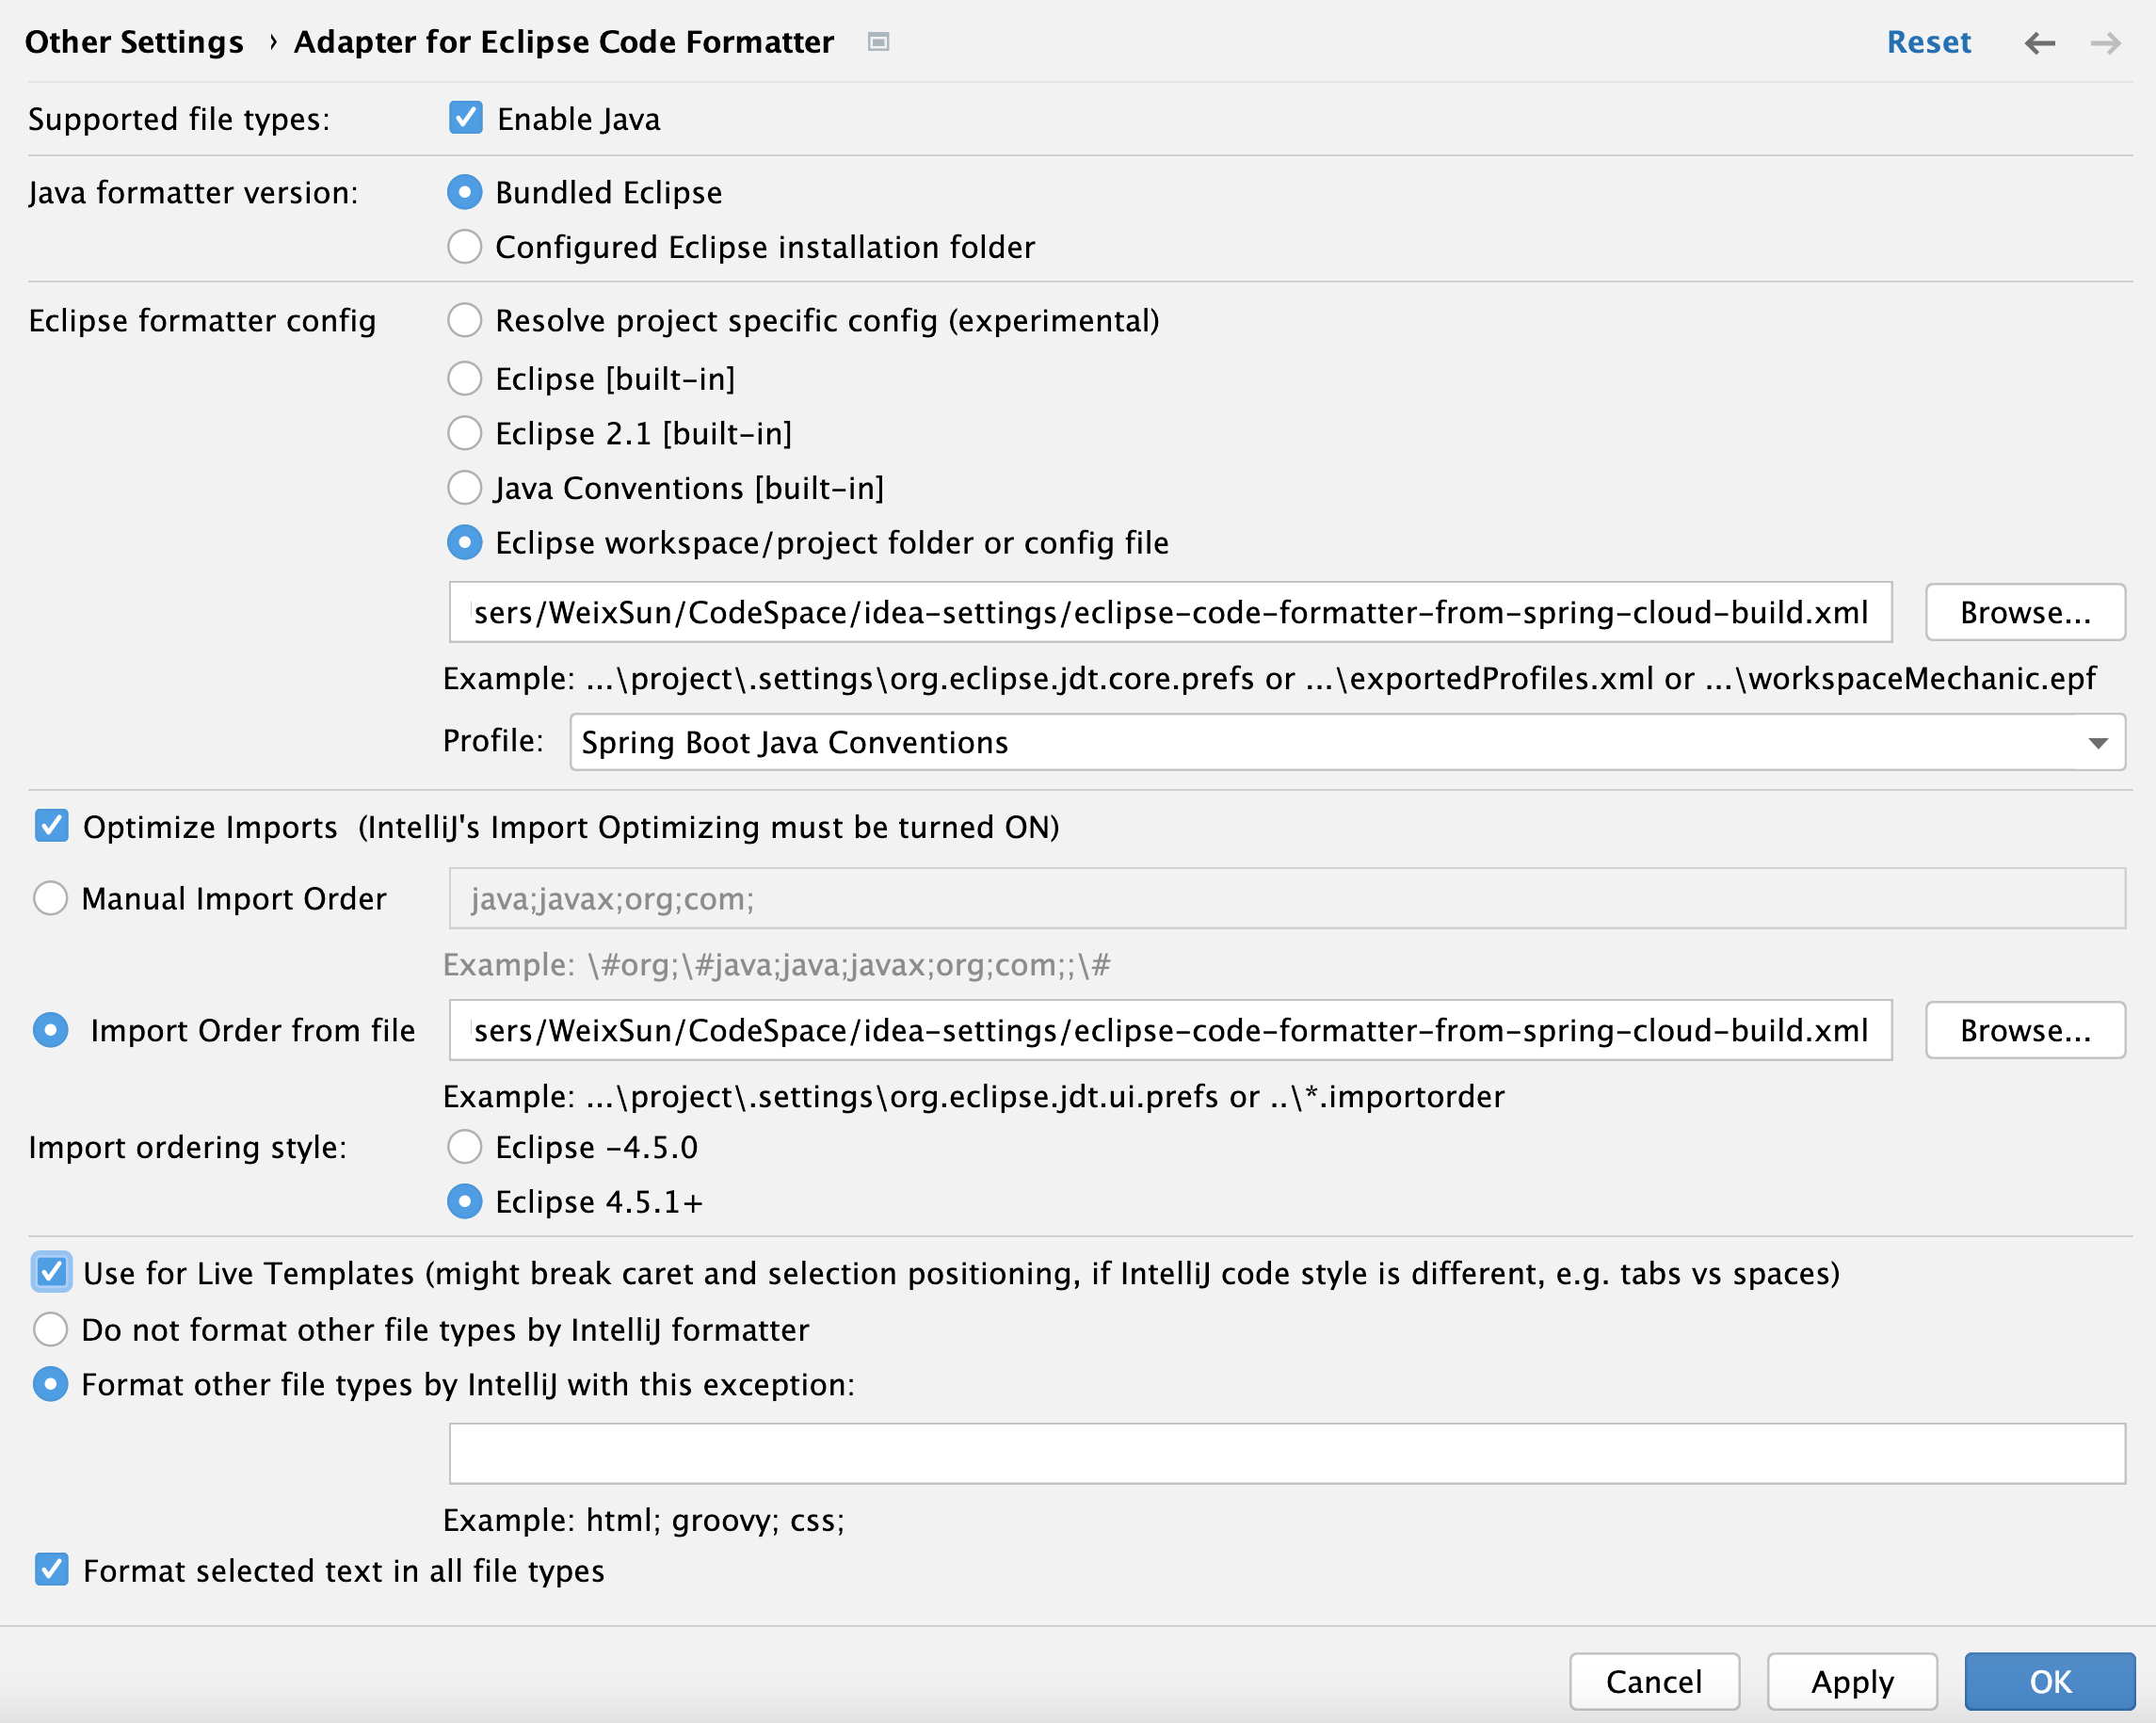 Other Settings › Adapter for Eclipse Code Formatter Reset
Supported file types: Enable Java
Java formatter version: Bundled Eclipse
Configured Eclipse installation folder
Eclipse formatter config Resolve project specific config (experimental)
Eclipse [built-in]
Eclipse 2.1 [built-in]
Java Conventions [built-in]
Eclipse workspace/project folder or config file
sers/WeixSun/CodeSpace/idea-settings/eclipse-code-formatter-from-spring-cloud-build.xml Browse...
Example: ...\project\.settings\org.eclipse.jdt.core.prefs or ...\exportedProfiles.xml or ...\workspaceMechanic.epf
Profile: Spring Boot Java Conventions
Optimize Imports (IntelliJ's Import Optimizing must be turned ON)
Manual Import Order java;javax;org;com;
Example: \#org;\#java;java;javax;org;com;;\#
Import Order from file sers/WeixSun/CodeSpace/idea-settings/eclipse-code-formatter-from-spring-cloud-build.xml Browse...
Example: ...\project\.settings\org.eclipse.jdt.ui.prefs or ..\*.importorder
Import ordering style: Eclipse -4.5.0
Eclipse 4.5.1+
Use for Live Templates (might break caret and selection positioning, if IntelliJ code style is different, e.g. tabs vs spaces)
Do not format other file types by IntelliJ formatter
Format other file types by IntelliJ with this exception:
Example: html; groovy; css;
Format selected text in all file types
Cancel Apply OK